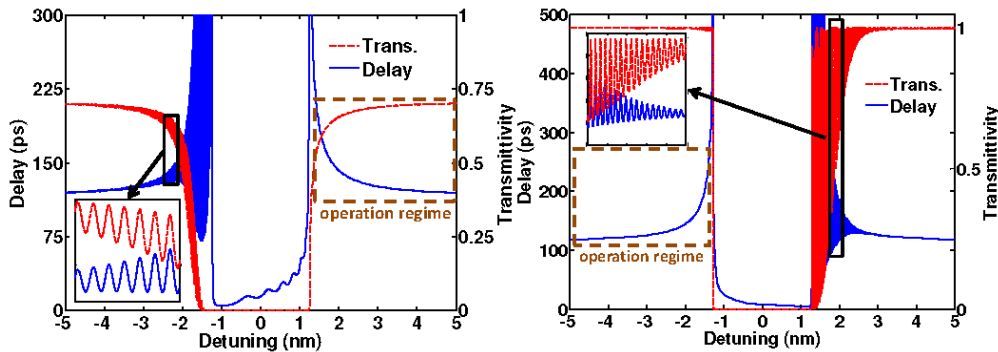 300
225
150
75
0
Delay (ps)
-5 -4 -3 -2 -1 0 1 2 3 4 5
Detuning (nm)
1
0.75
0.5
0.25
0
Transmittivity
Trans.
Delay
operation regime
500
400
300
200
100
0
Delay (ps)
-5 -4 -3 -2 -1 0 1 2 3 4 5
Detuning (nm)
1
0.5
0
Transmittivity
Trans.
Delay
operation regime